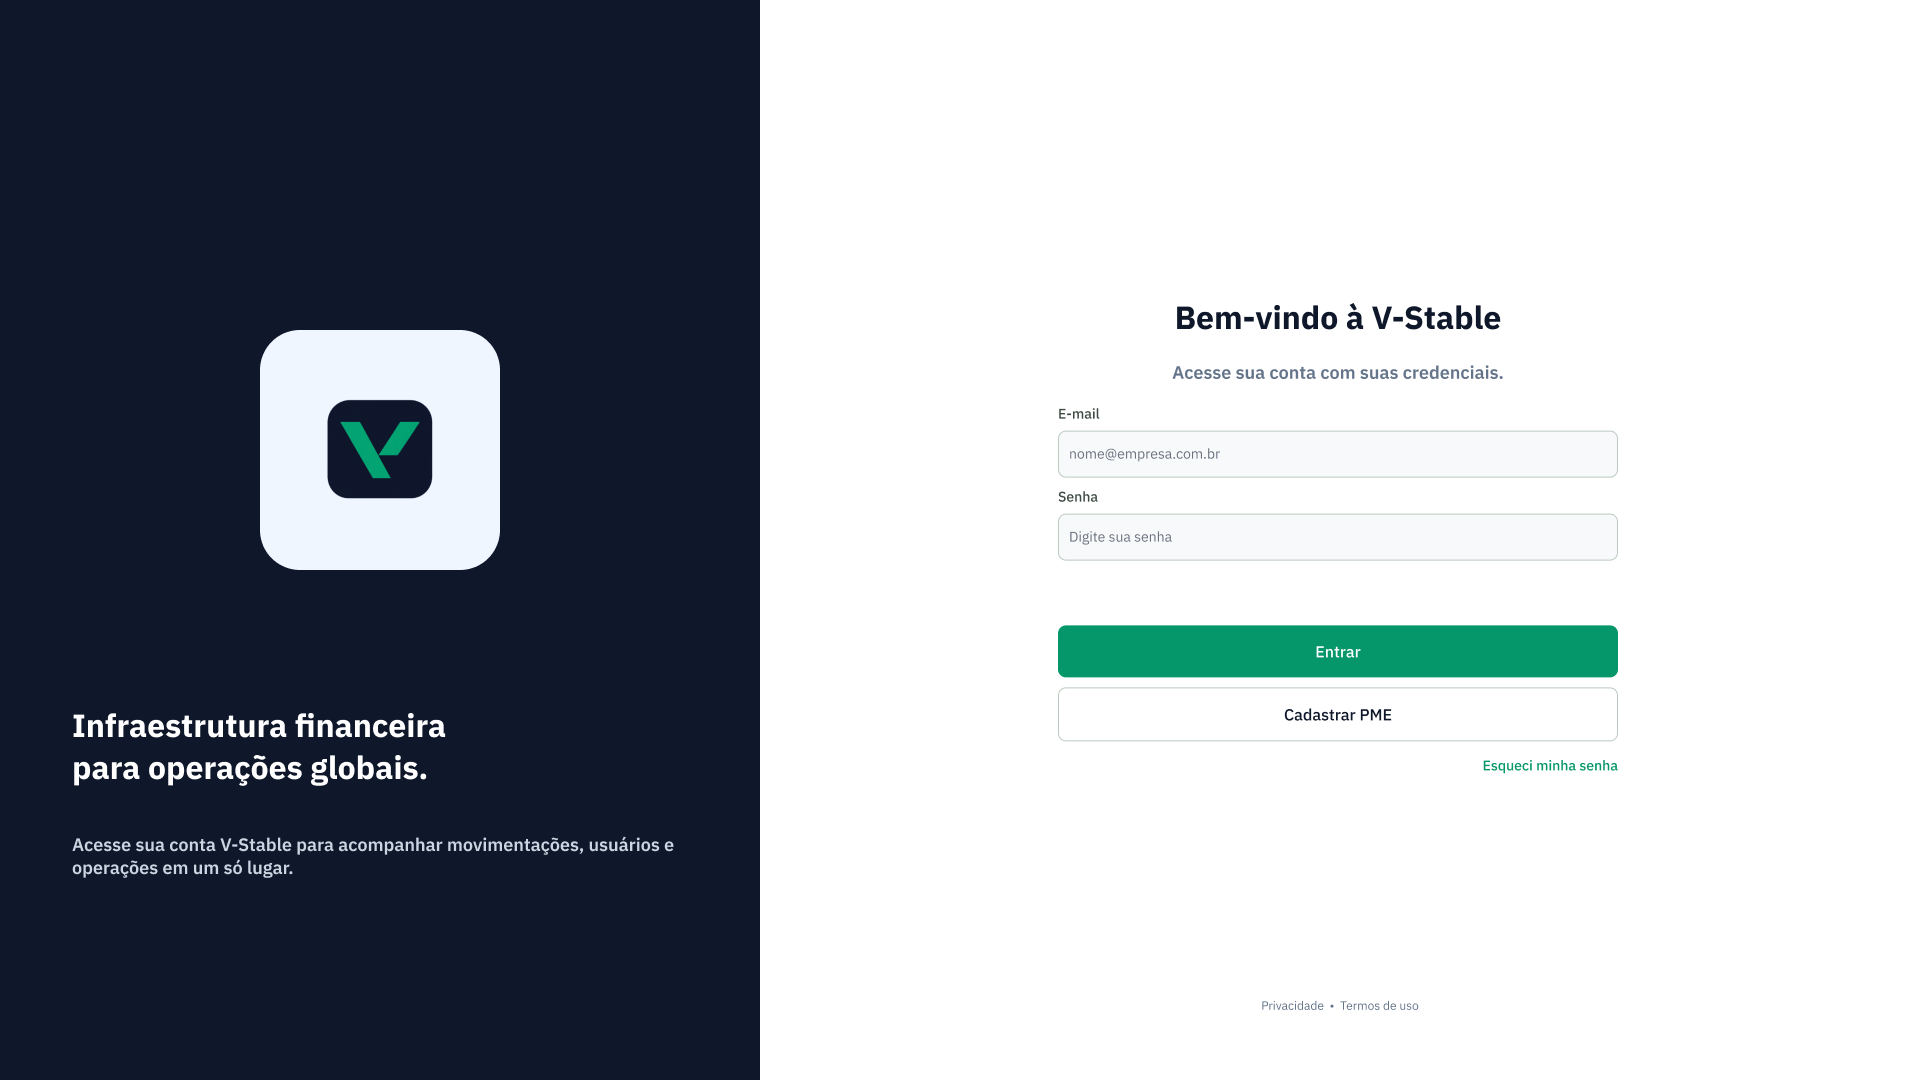 Infraestrutura financeira
para operações globais.
Acesse sua conta V-Stable para acompanhar movimentações, usuários e
operações em um só lugar.
Bem-vindo à V-Stable
Acesse sua conta com suas credenciais.
E-mail
nome@empresa.com.br
Senha
Digite sua senha
Entrar
Cadastrar PME
Esqueci minha senha
Privacidade • Termos de uso